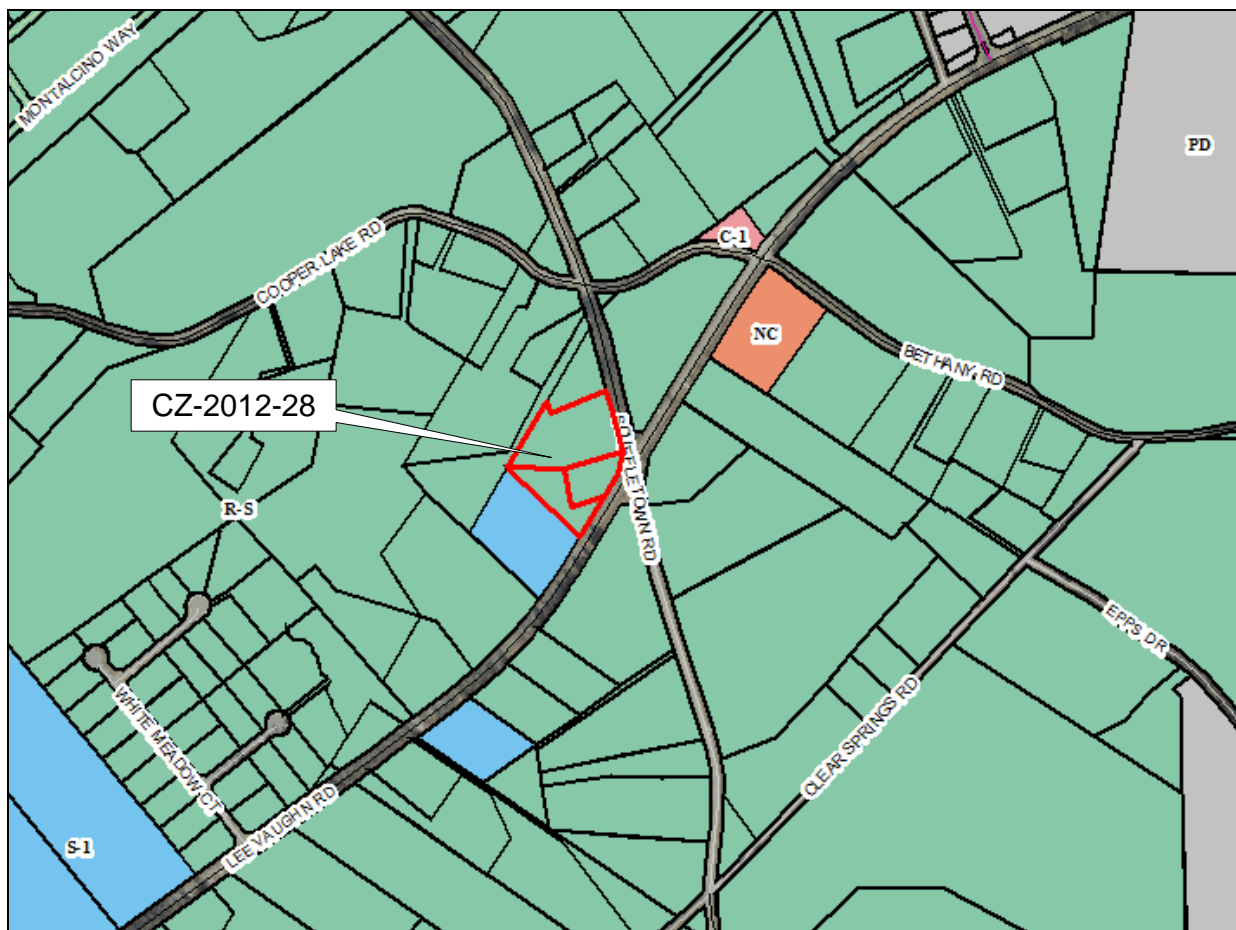 MONTALCINO WAY
PD
COOPER LAKE RD
C-1
NC
BETHANY RD
CZ-2012-28
SCUFFLETOWN RD
R-S
EPPS DR
WHITE MEADOW CT
CLEAR SPRINGS RD
LEE VAUGHN RD
S-1